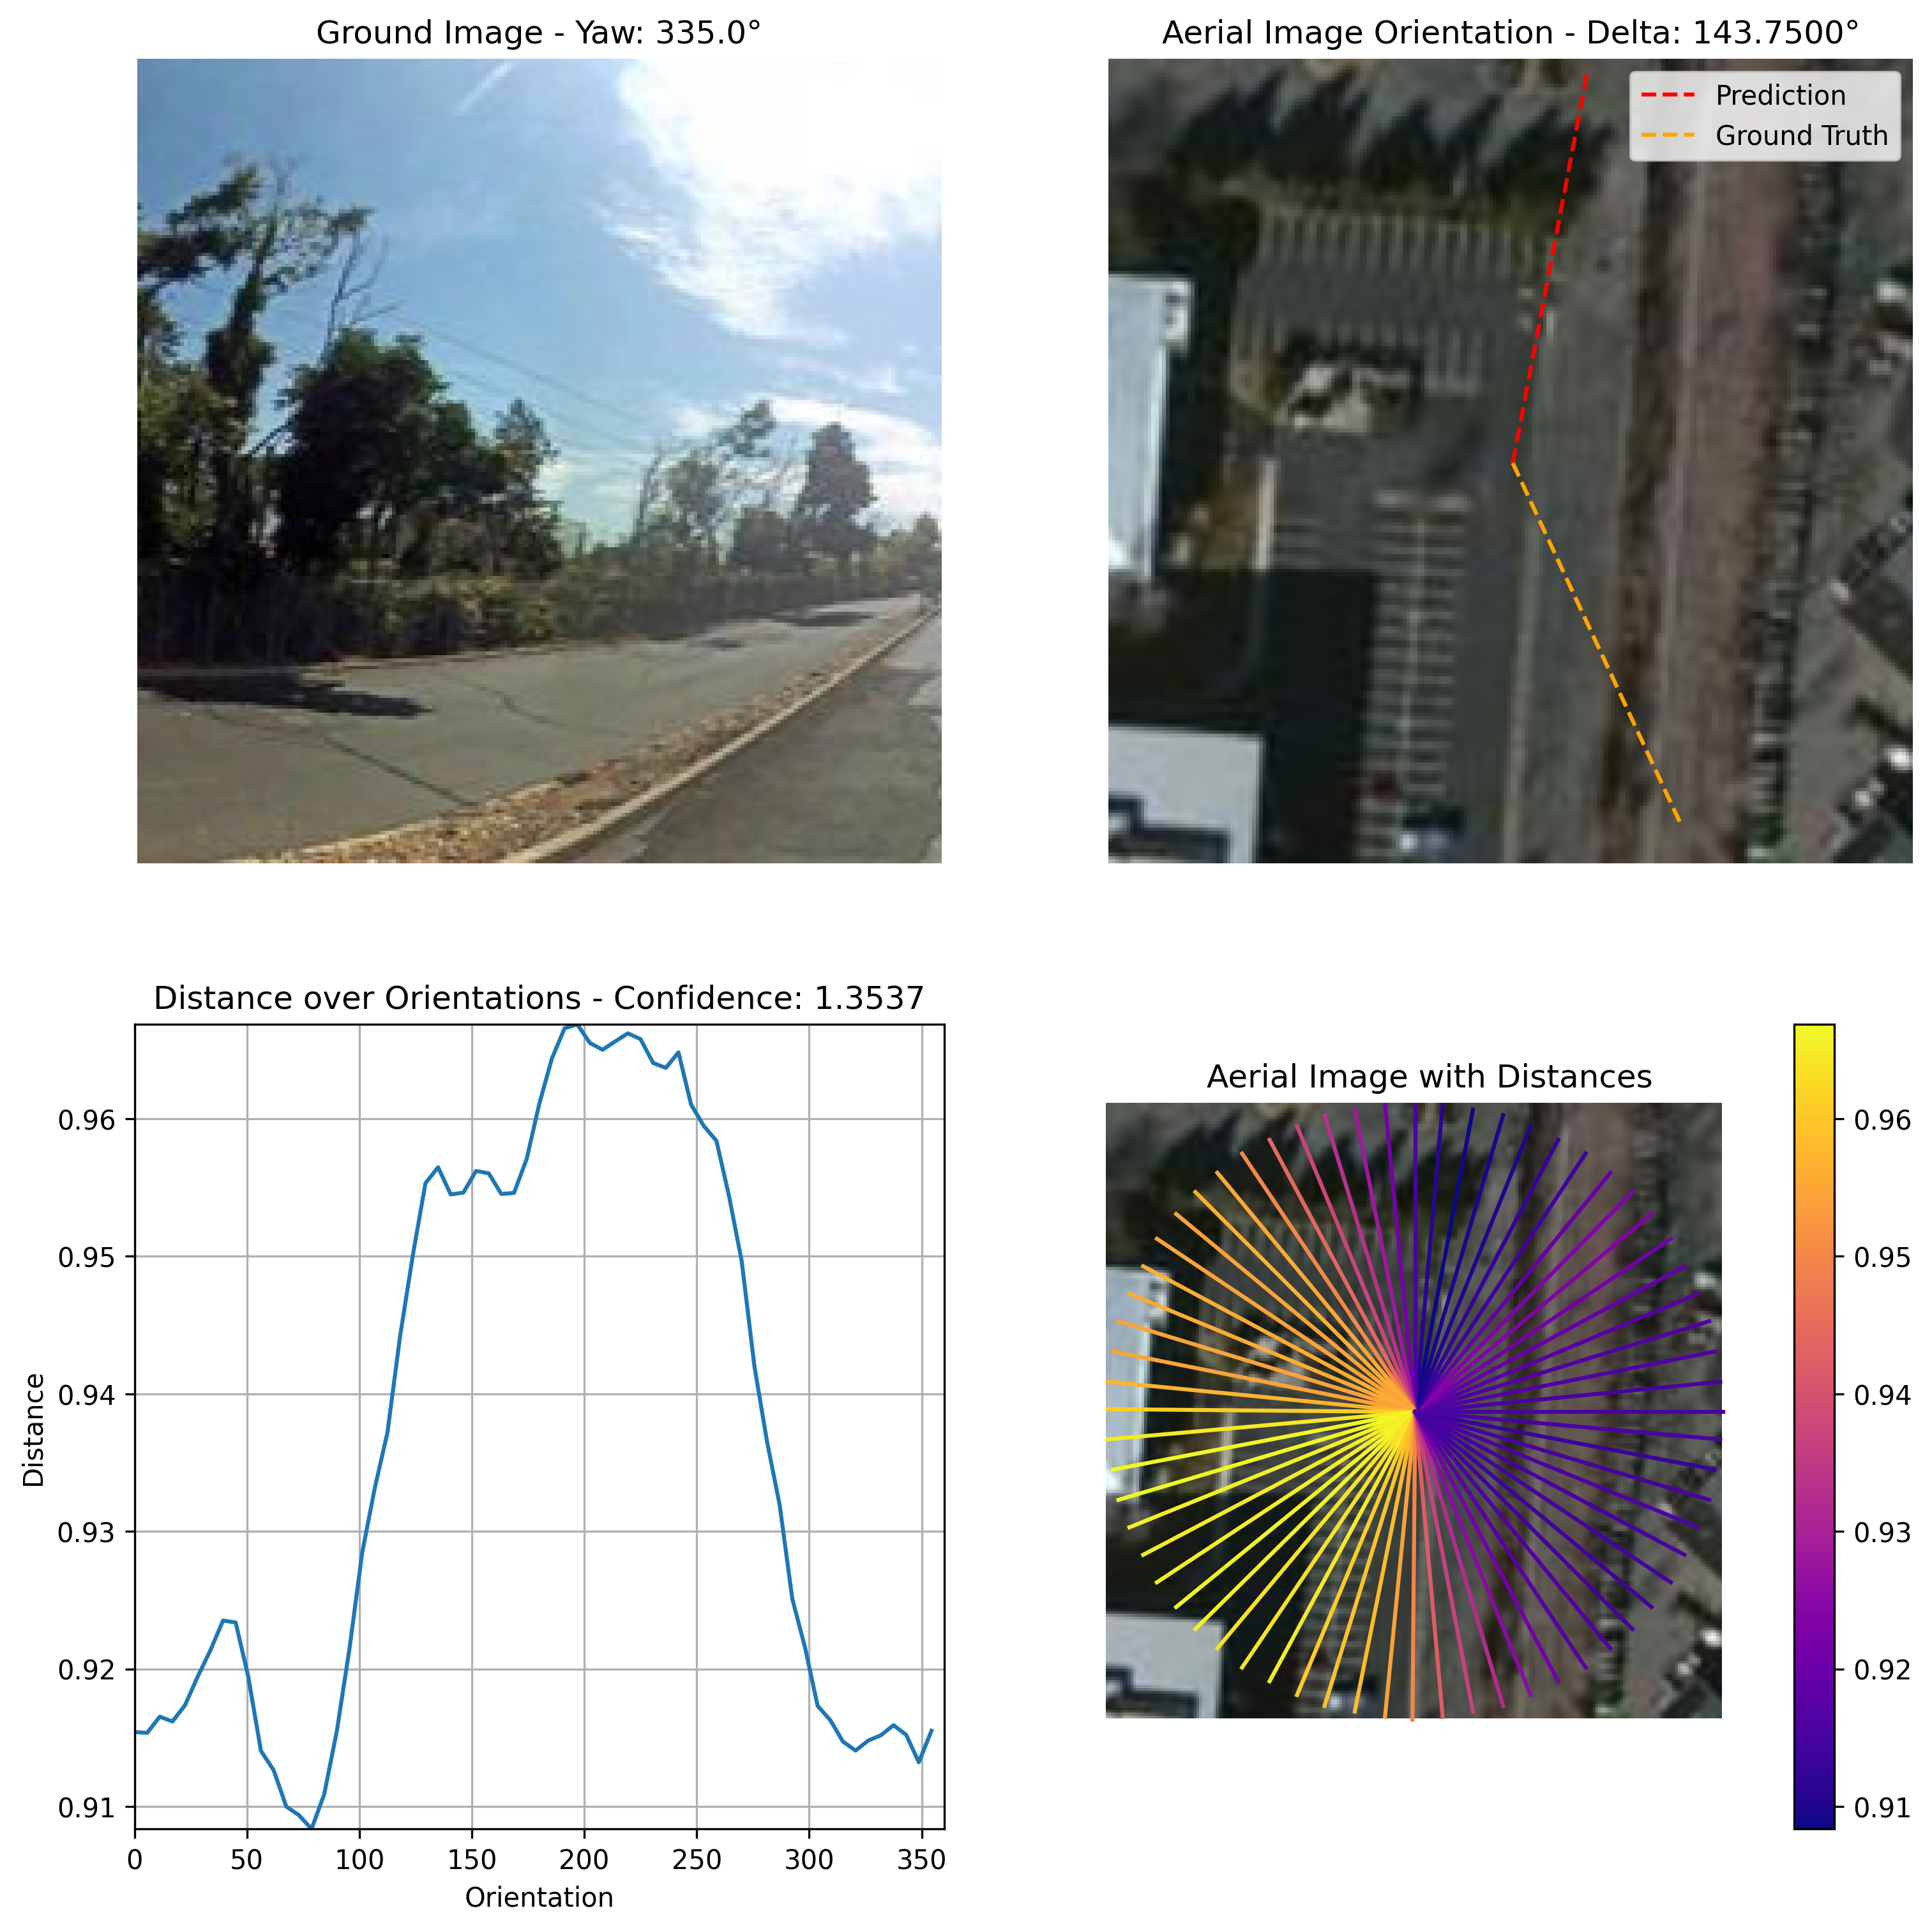 Ground Image - Yaw: 335.0°
Aerial Image Orientation - Delta: 143.7500°
Prediction
Ground Truth
Distance over Orientations - Confidence: 1.3537
Distance
0.96
0.95
0.94
0.93
0.92
0.91
0 50 100 150 200 250 300 350
Orientation
Aerial Image with Distances
0.96
0.95
0.94
0.93
0.92
0.91